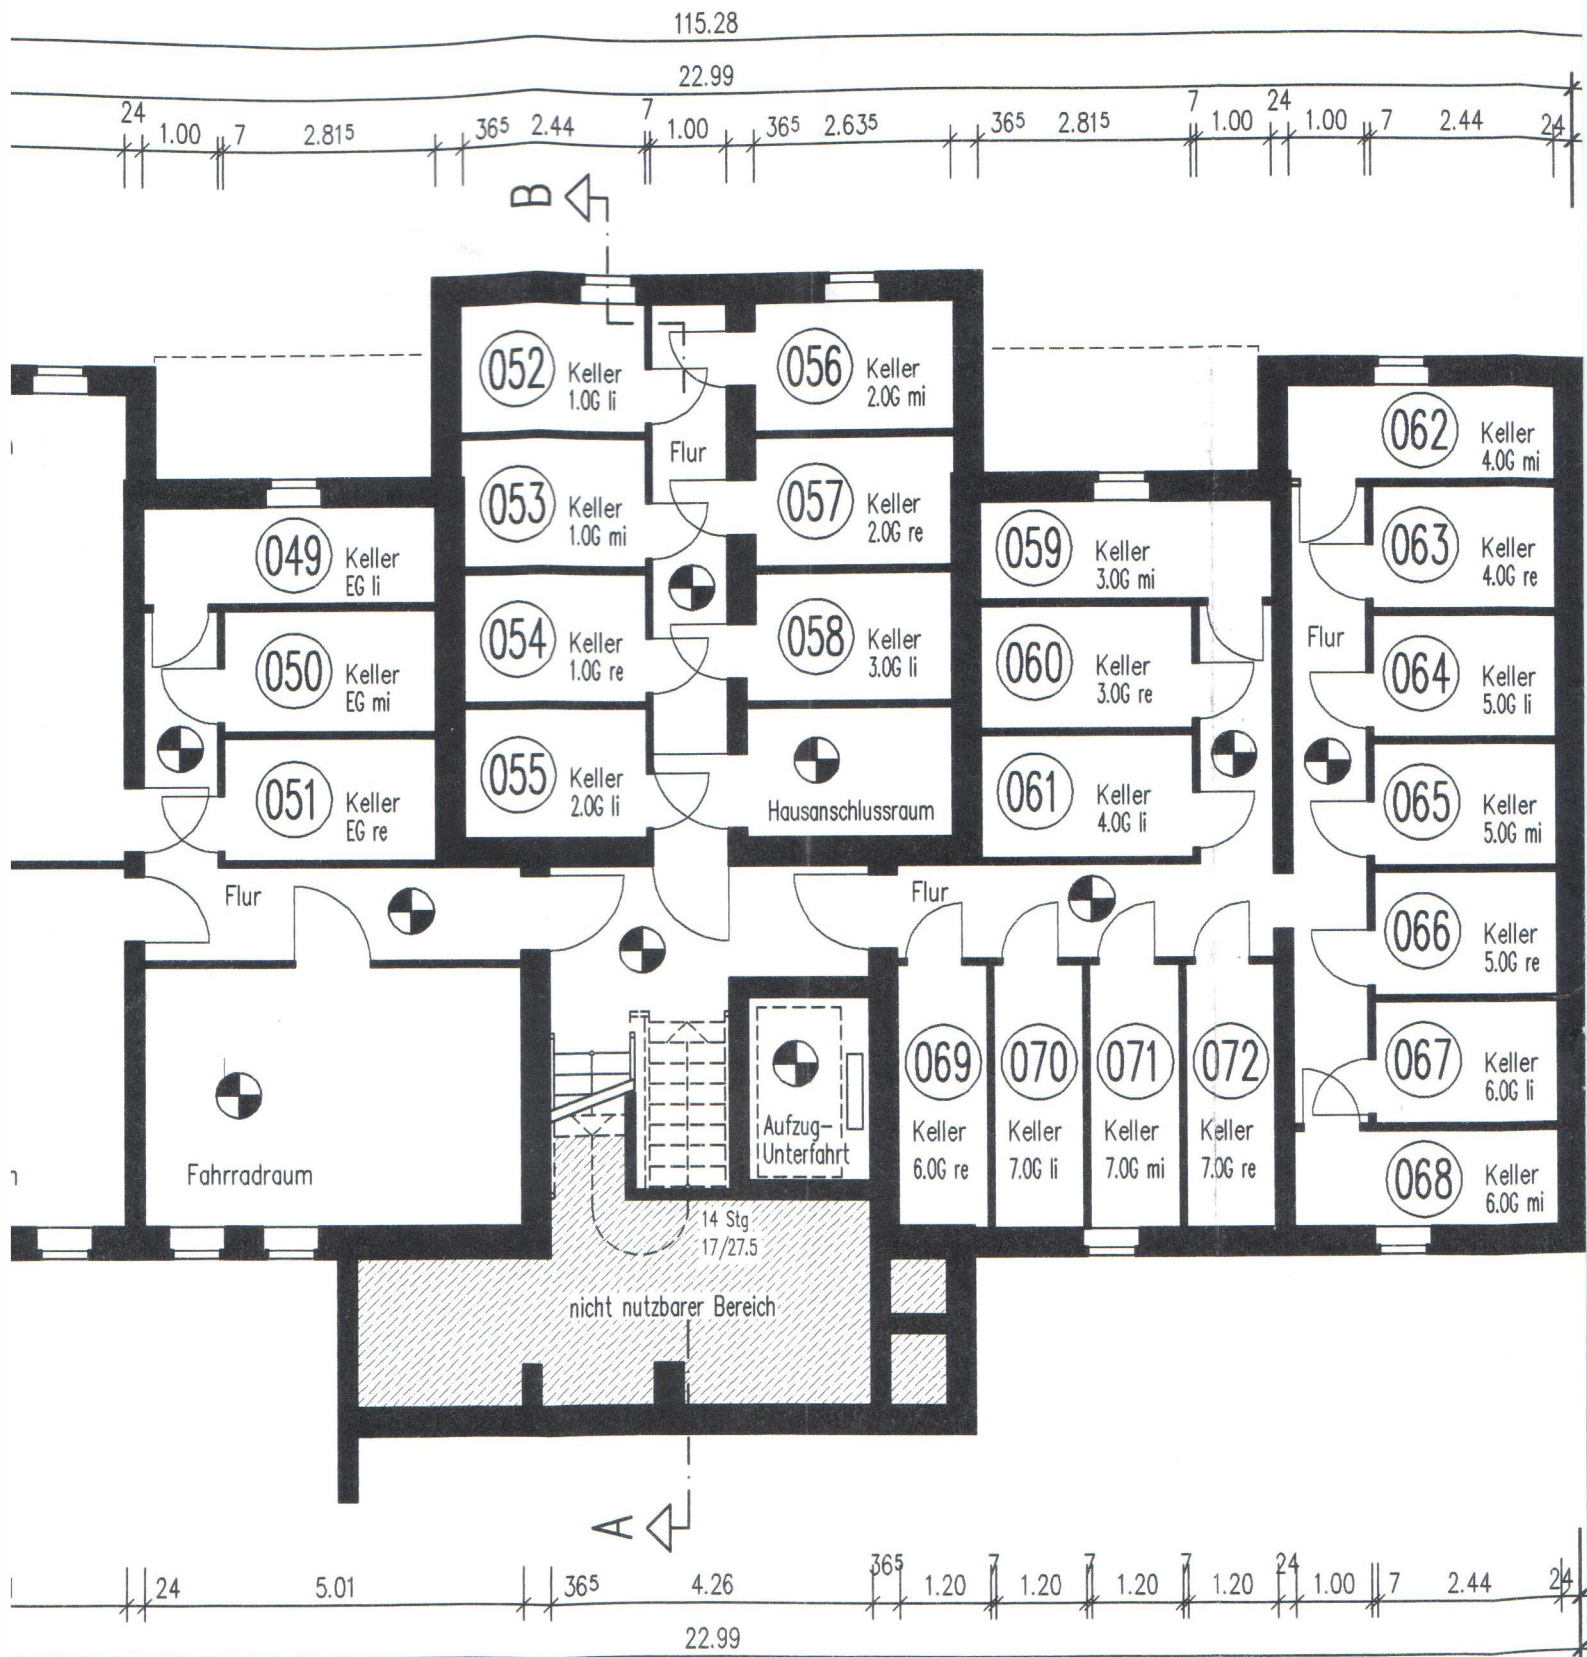 115.28
22.99
24 1.00 7 2.815 36⁵ 2.44 7 1.00 36⁵ 2.635 36⁵ 2.815 7 1.00 24 1.00 7 2.44 24
B
052 Keller
1.OG li
056 Keller
2.OG mi
062 Keller
4.OG mi
Flur
053 Keller
1.OG mi
057 Keller
2.OG re
049 Keller
EG li
059 Keller
3.OG mi
063 Keller
4.OG re
054 Keller
1.OG re
058 Keller
3.OG li
050 Keller
EG mi
060 Keller
3.OG re
Flur
064 Keller
5.OG li
055 Keller
2.OG li
Hausanschlussraum
051 Keller
EG re
061 Keller
4.OG li
065 Keller
5.OG mi
Flur
Flur
066 Keller
5.OG re
069
Keller
6.OG re
070
Keller
7.OG li
071
Keller
7.OG mi
072
Keller
7.OG re
067 Keller
6.OG li
Aufzug-
Unterfahrt
Fahrradraum
068 Keller
6.OG mi
14 Stg
17/27.5
nicht nutzbarer Bereich
A
24 5.01 36⁵ 4.26 36⁵ 1.20 7 1.20 7 1.20 7 1.20 24 1.00 7 2.44 24
22.99